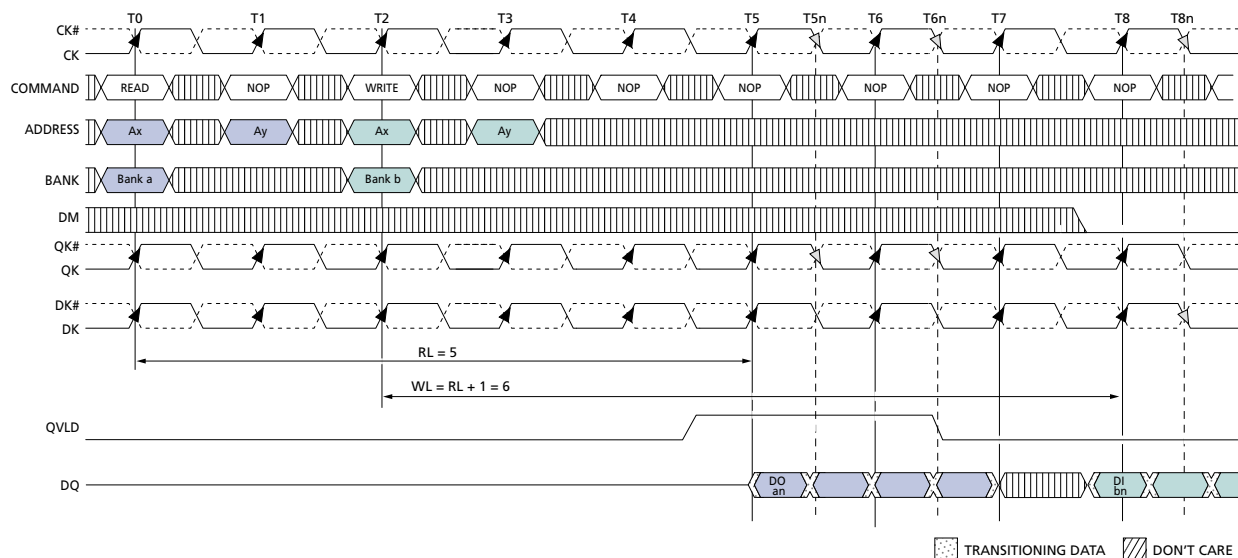 T0 T1 T2 T3 T4 T5 T5n T6 T6n T7 T8 T8n
CK#
CK
COMMAND READ NOP WRITE NOP NOP NOP NOP NOP NOP
ADDRESS Ax Ay Ax Ay
BANK Bank a Bank b
DM
QK#
QK
DK#
DK
RL = 5
WL = RL + 1 = 6
QVLD
DQ DO an DI bn
TRANSITIONING DATA DON'T CARE